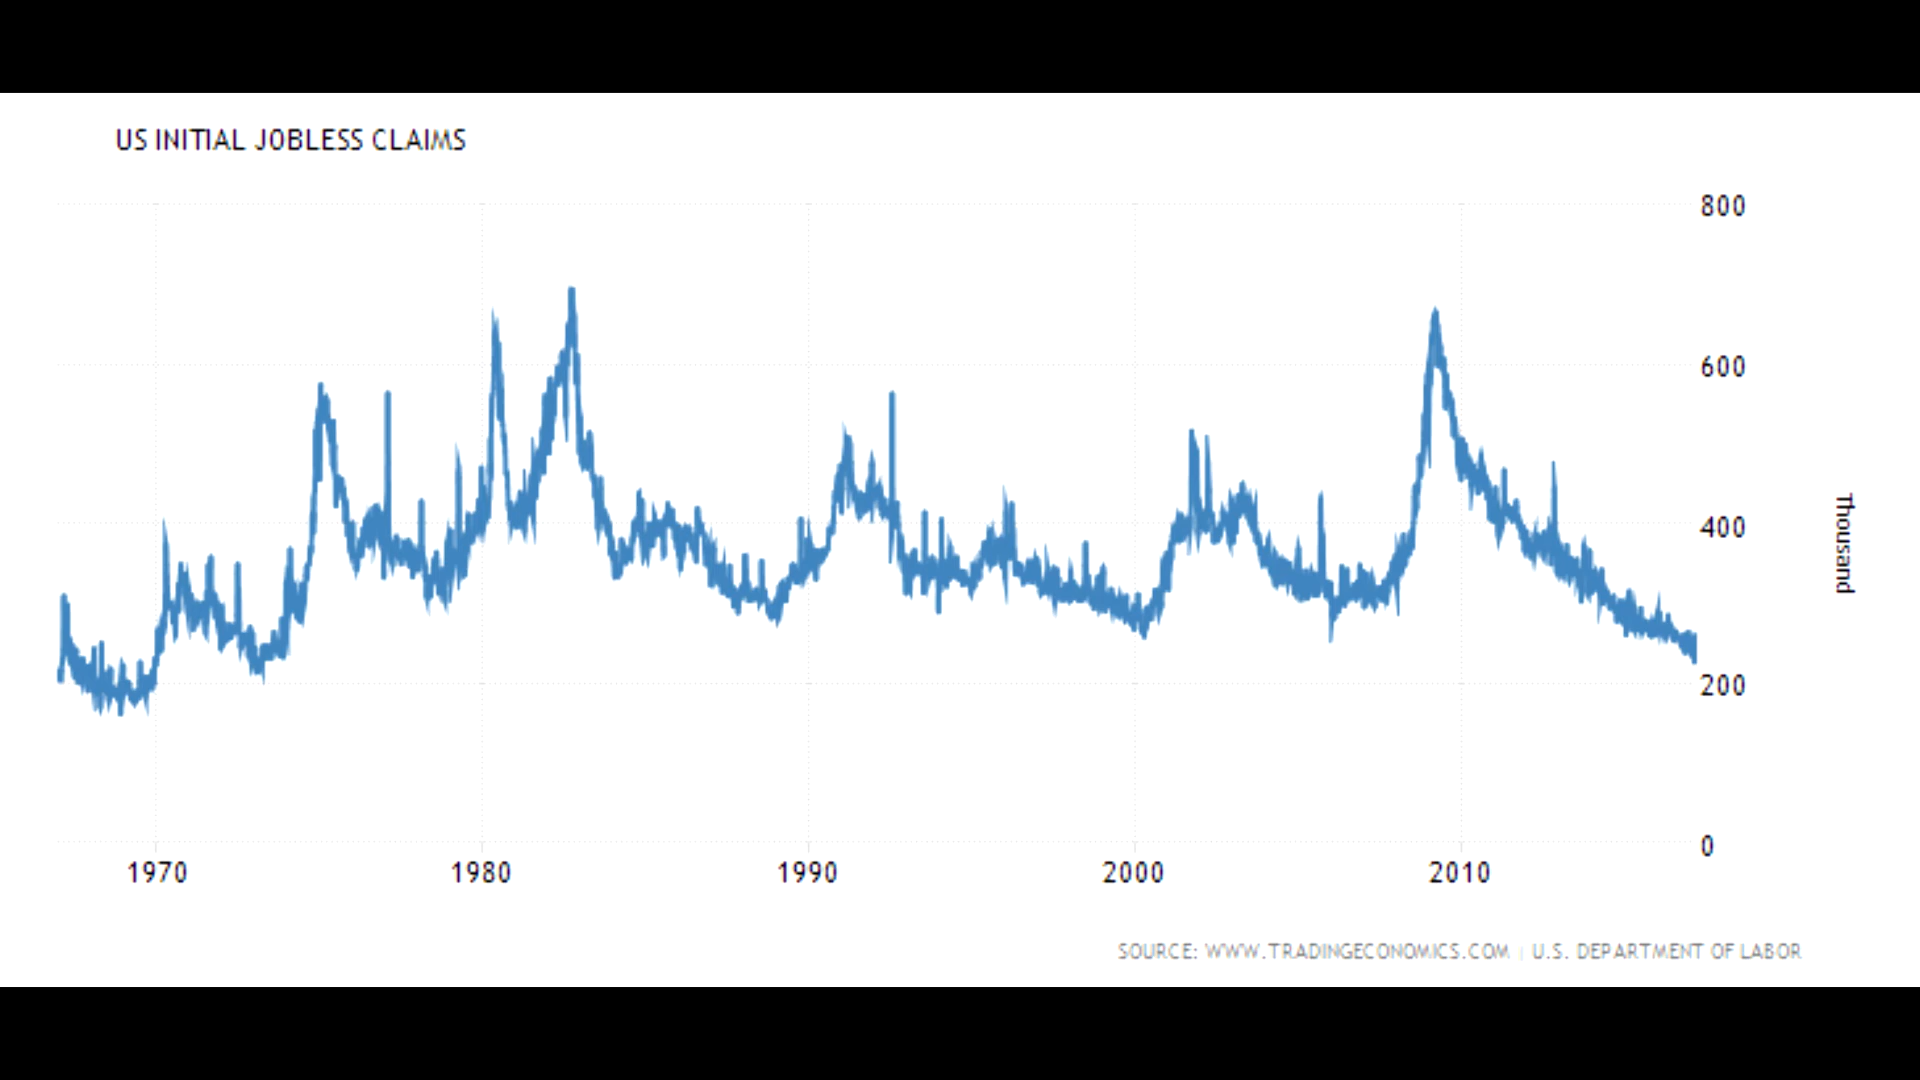 US INITIAL JOBLESS CLAIMS
800
600
400
200
0
Thousand
1970 1980 1990 2000 2010
SOURCE: WWW.TRADINGECONOMICS.COM | U.S. DEPARTMENT OF LABOR